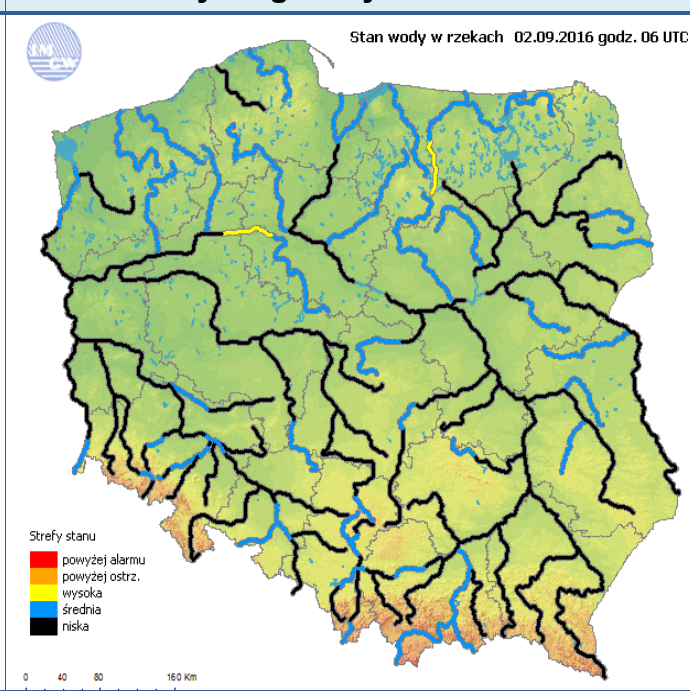 Stan wody w rzekach 02.09.2016 godz. 06 UTC
Strefy stanu
powyżej alarmu
powyżej ostrz.
wysoka
średnia
niska
0 40 80 160 Km